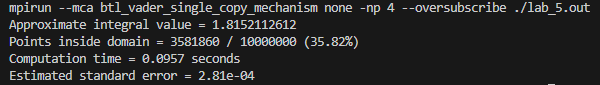 mpirun --mca btl_vader_single_copy_mechanism none -np 4 --oversubscribe ./lab_5.out
Approximate integral value = 1.8152112612
Points inside domain = 3581860 / 10000000 (35.82%)
Computation time = 0.0957 seconds
Estimated standard error = 2.81e-04